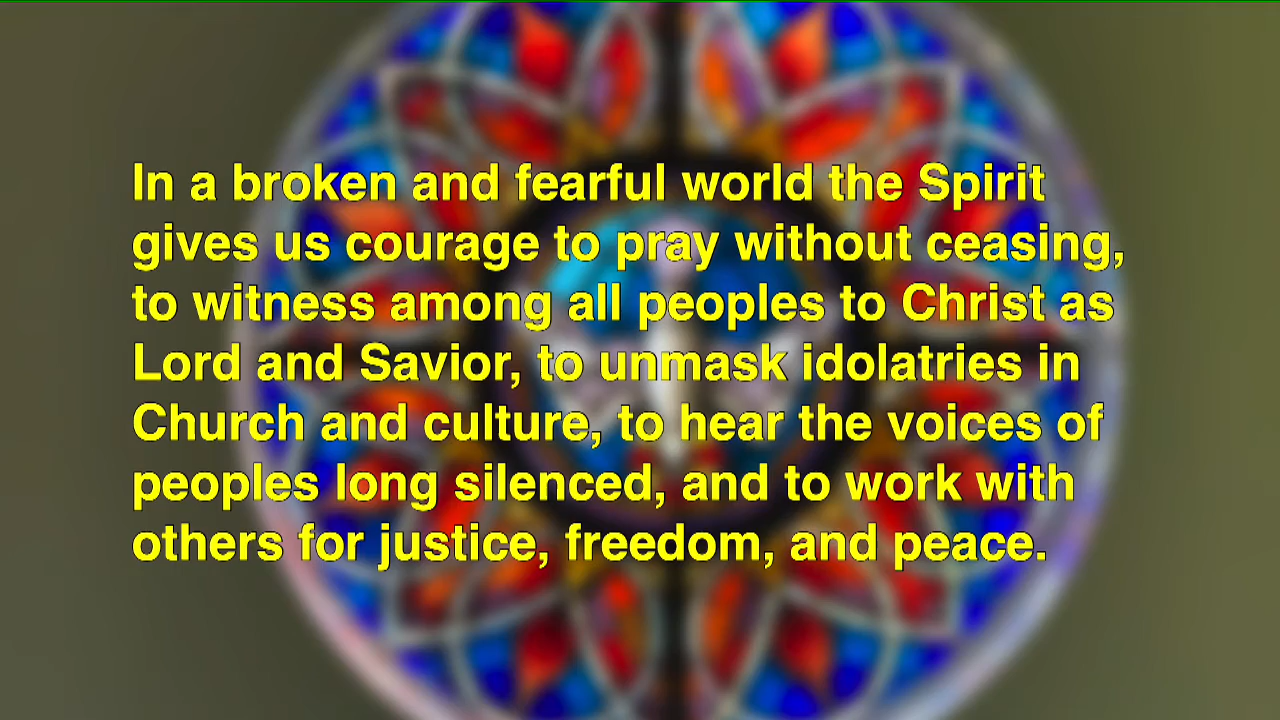 In a broken and fearful world the Spirit
gives us courage to pray without ceasing,
to witness among all peoples to Christ as
Lord and Savior, to unmask idolatries in
Church and culture, to hear the voices of
peoples long silenced, and to work with
others for justice, freedom, and peace.